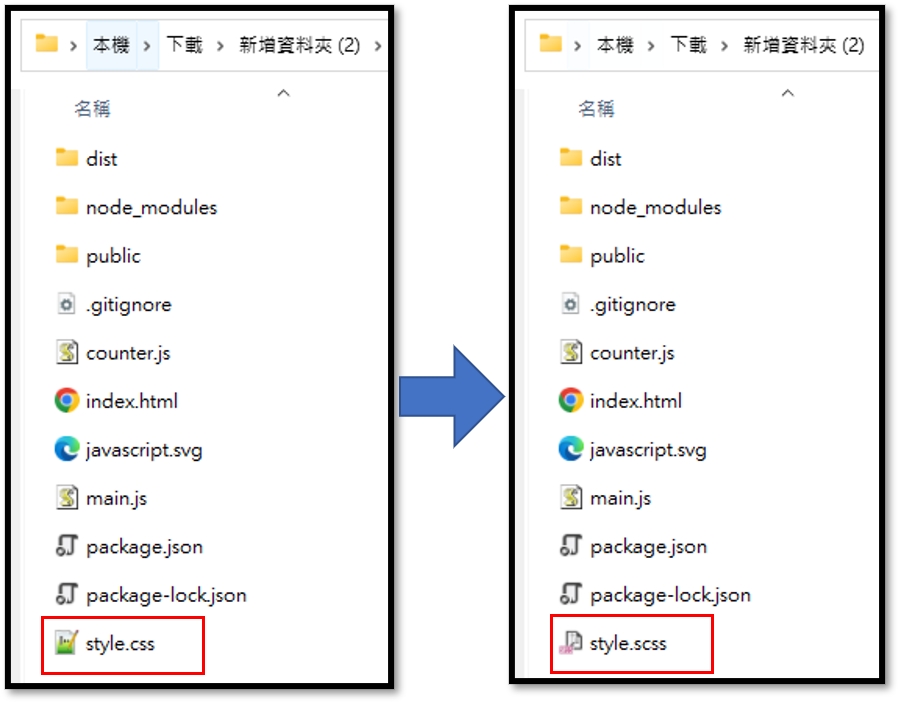 本機 > 下載 > 新增資料夾 (2) >
名稱
dist
node_modules
public
.gitignore
counter.js
index.html
javascript.svg
main.js
package.json
package-lock.json
style.css
本機 > 下載 > 新增資料夾 (2)
名稱
dist
node_modules
public
.gitignore
counter.js
index.html
javascript.svg
main.js
package.json
package-lock.json
style.scss